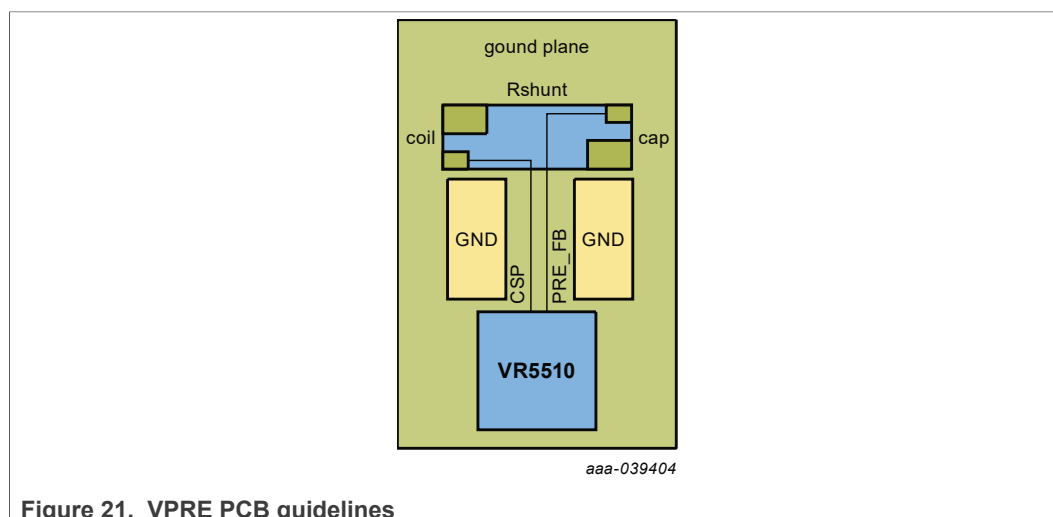 gound plane
Rshunt
coil
cap
GND
GND
CSP
PRE_FB
VR5510
aaa-039404
Figure 21. VPRE PCB guidelines